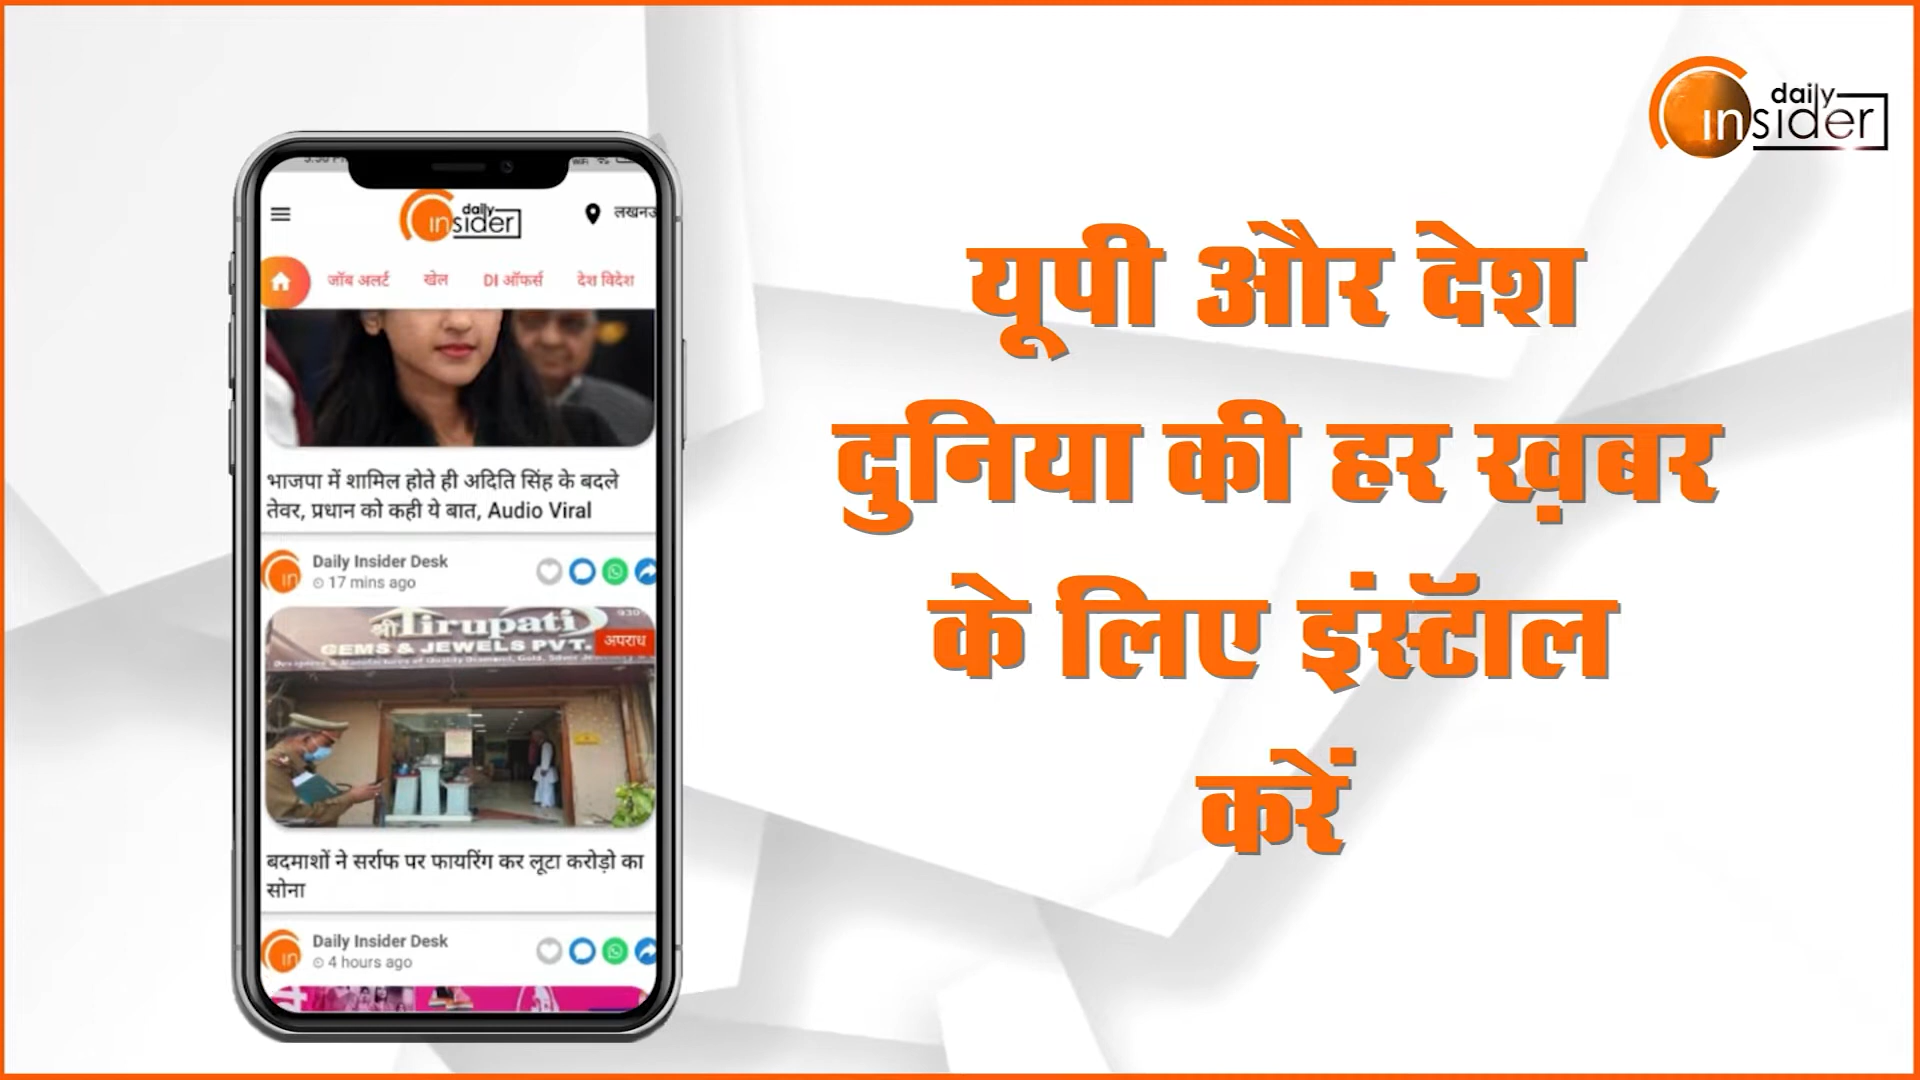 daily
insider
यूपी और देश
दुनिया की हर ख़बर
के लिए इंस्टॉल
करें
daily
insider
जॉब अलर्ट खेल DI ऑफर्स देश विदेश
भाजपा में शामिल होते ही अदिति सिंह के बदले
तेवर, प्रधान को कही ये बात, Audio Viral
Daily Insider Desk
17 mins ago
श्री Tirupati
GEMS & JEWELS PVT.
अपराध
बदमाशों ने सर्राफ पर फायरिंग कर लूटा करोड़ो का
सोना
Daily Insider Desk
4 hours ago